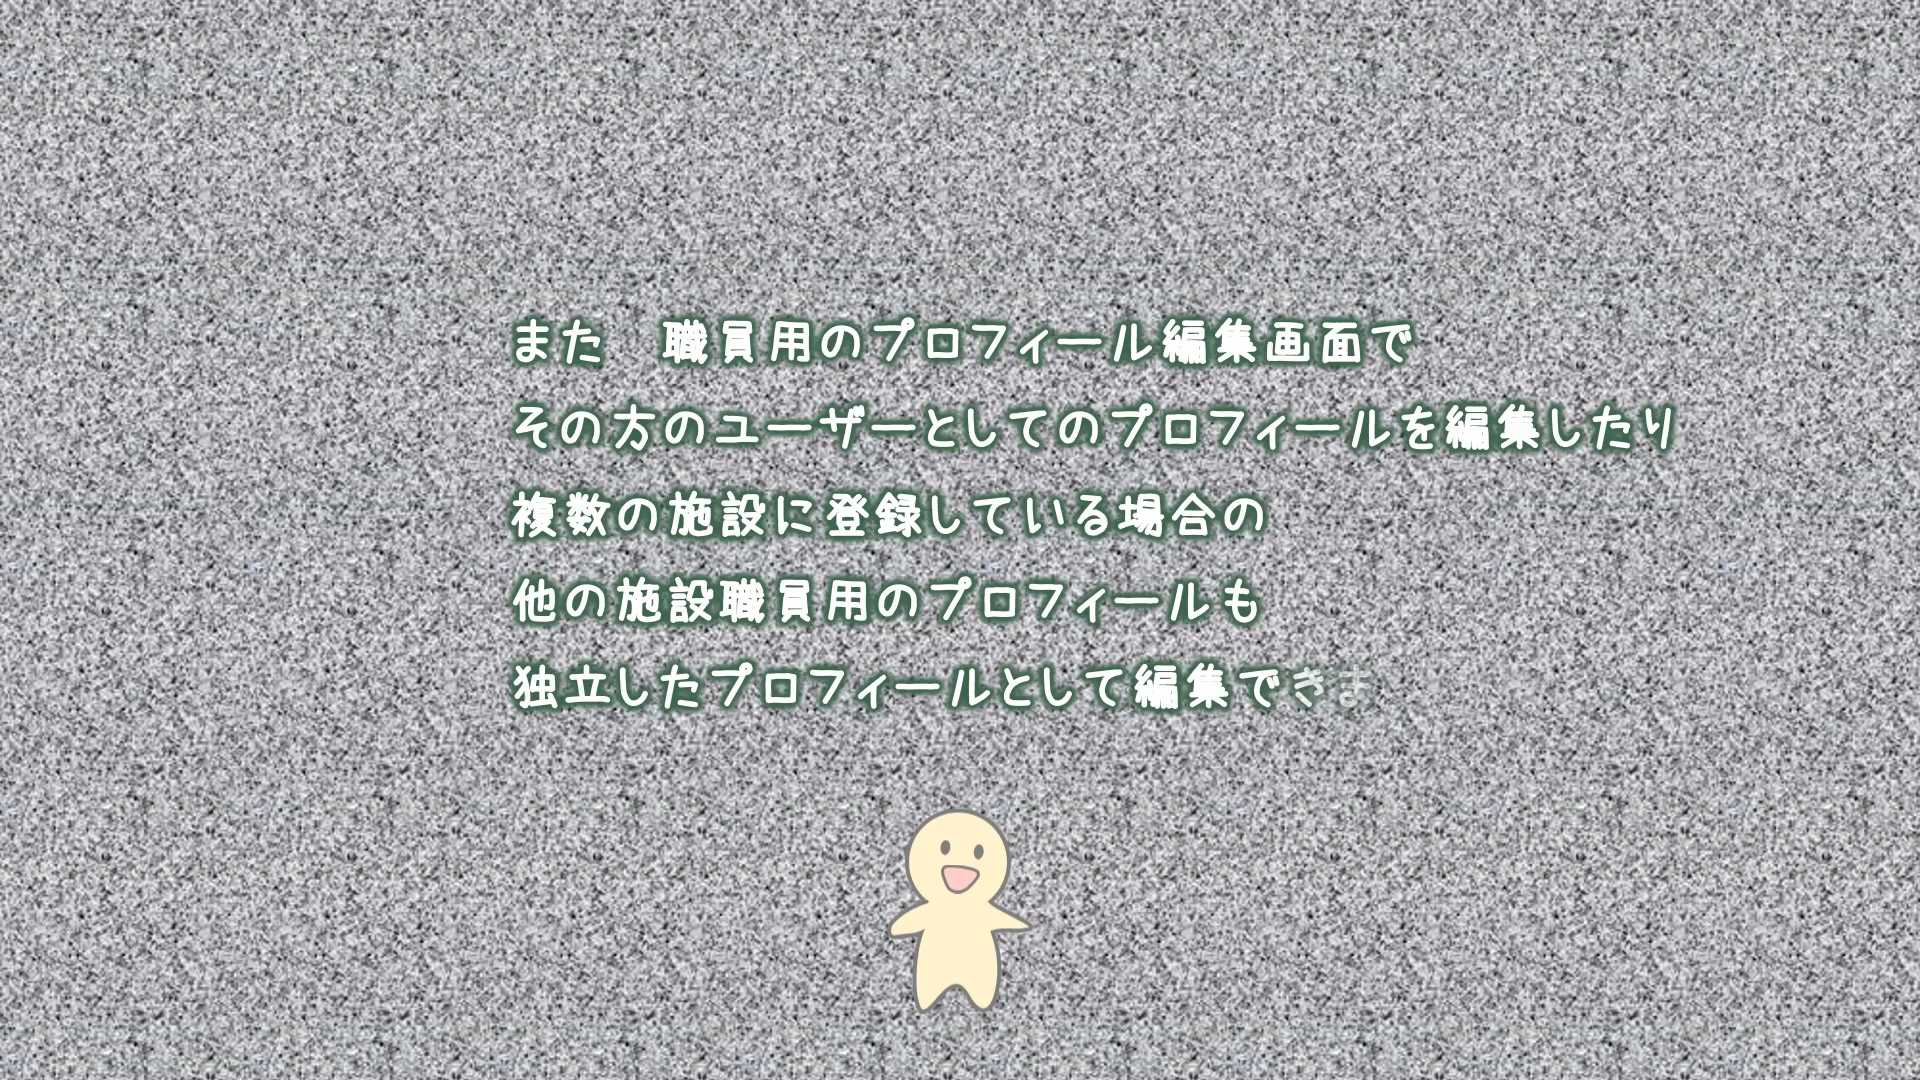 また　職員用のプロフィール編集画面で
その方のユーザーとしてのプロフィールを編集したり
複数の施設に登録している場合の
他の施設職員用のプロフィールも
独立したプロフィールとして編集できま